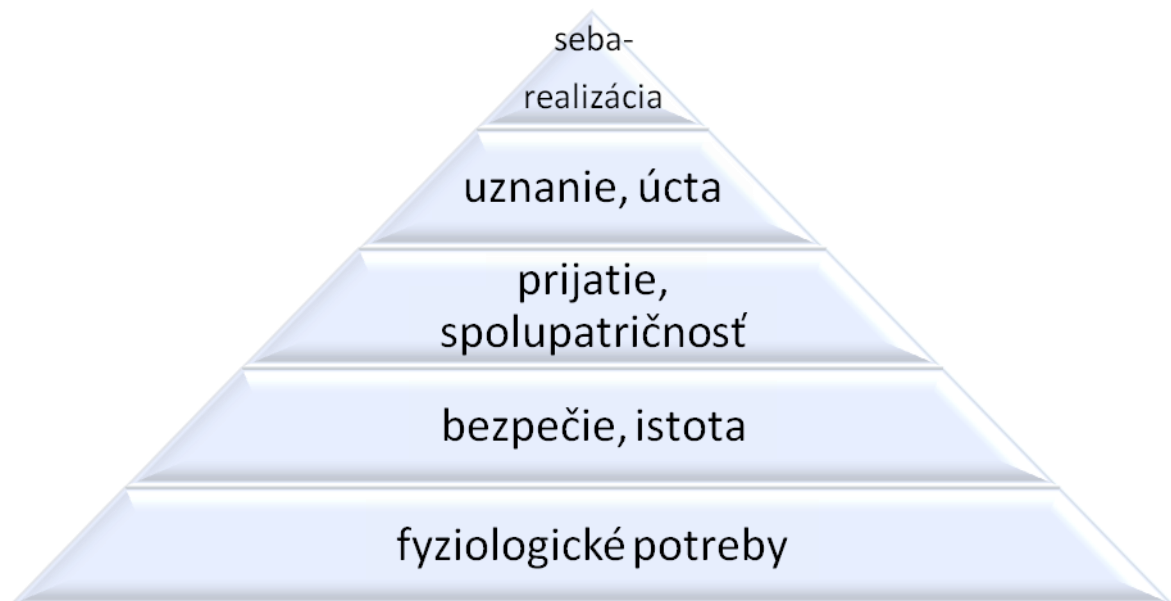 seba-
realizácia
uznanie, úcta
prijatie,
spolupatričnosť
bezpečie, istota
fyziologické potreby